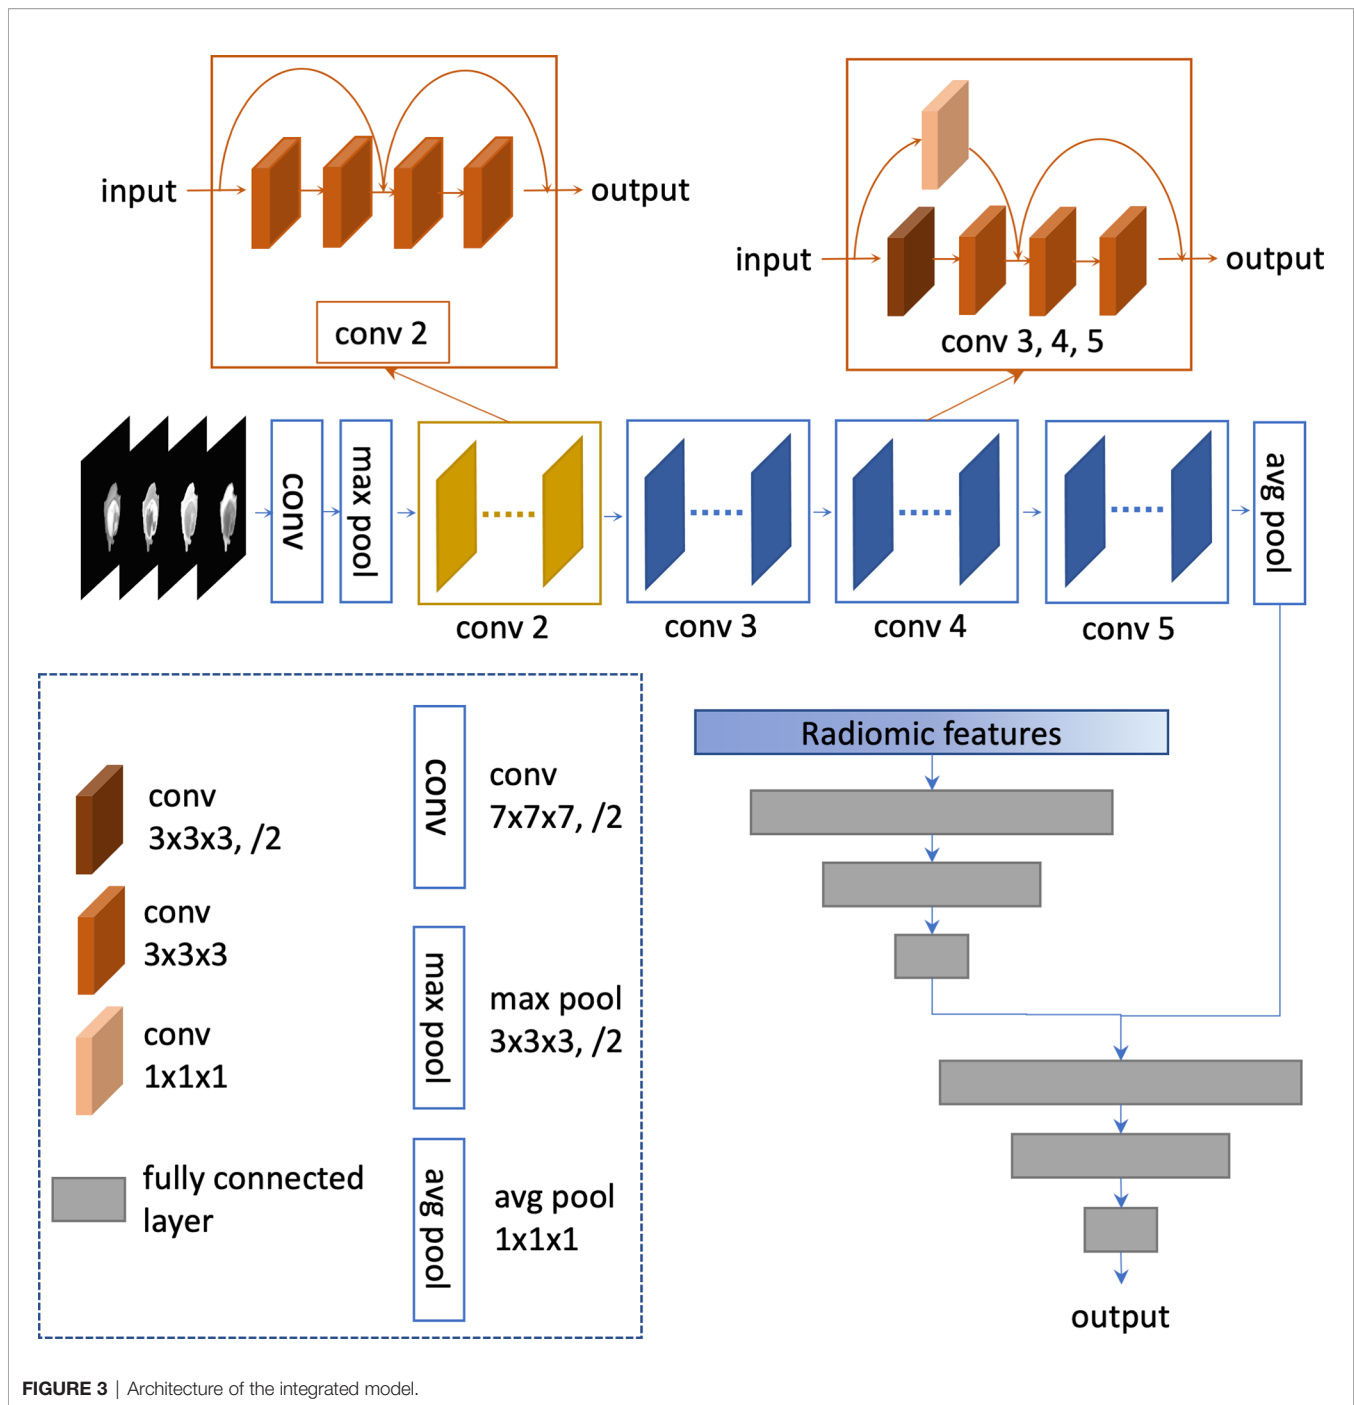 input
output
conv 2
input
output
conv 3, 4, 5
conv
max pool
conv 2
conv 3
conv 4
conv 5
avg pool
conv
3x3x3, /2
conv
3x3x3
conv
1x1x1
fully connected
layer
conv
conv
7x7x7, /2
max pool
max pool
3x3x3, /2
avg pool
avg pool
1x1x1
Radiomic features
output
FIGURE 3 | Architecture of the integrated model.